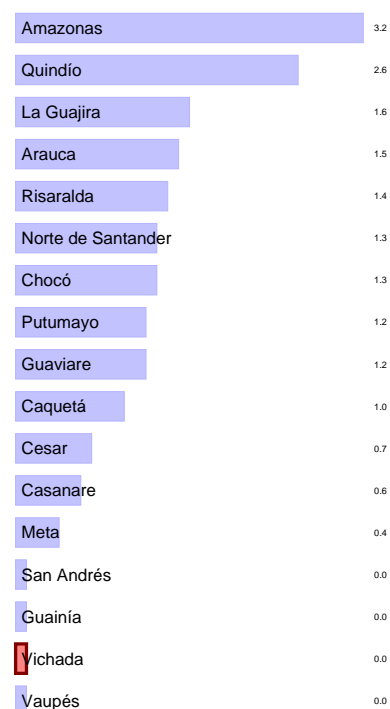 Amazonas 3.2
Quindío 2.6
La Guajira 1.6
Arauca 1.5
Risaralda 1.4
Norte de Santander 1.3
Chocó 1.3
Putumayo 1.2
Guaviare 1.2
Caquetá 1.0
Cesar 0.7
Casanare 0.6
Meta 0.4
San Andrés 0.0
Guainía 0.0
Vichada 0.0
Vaupés 0.0